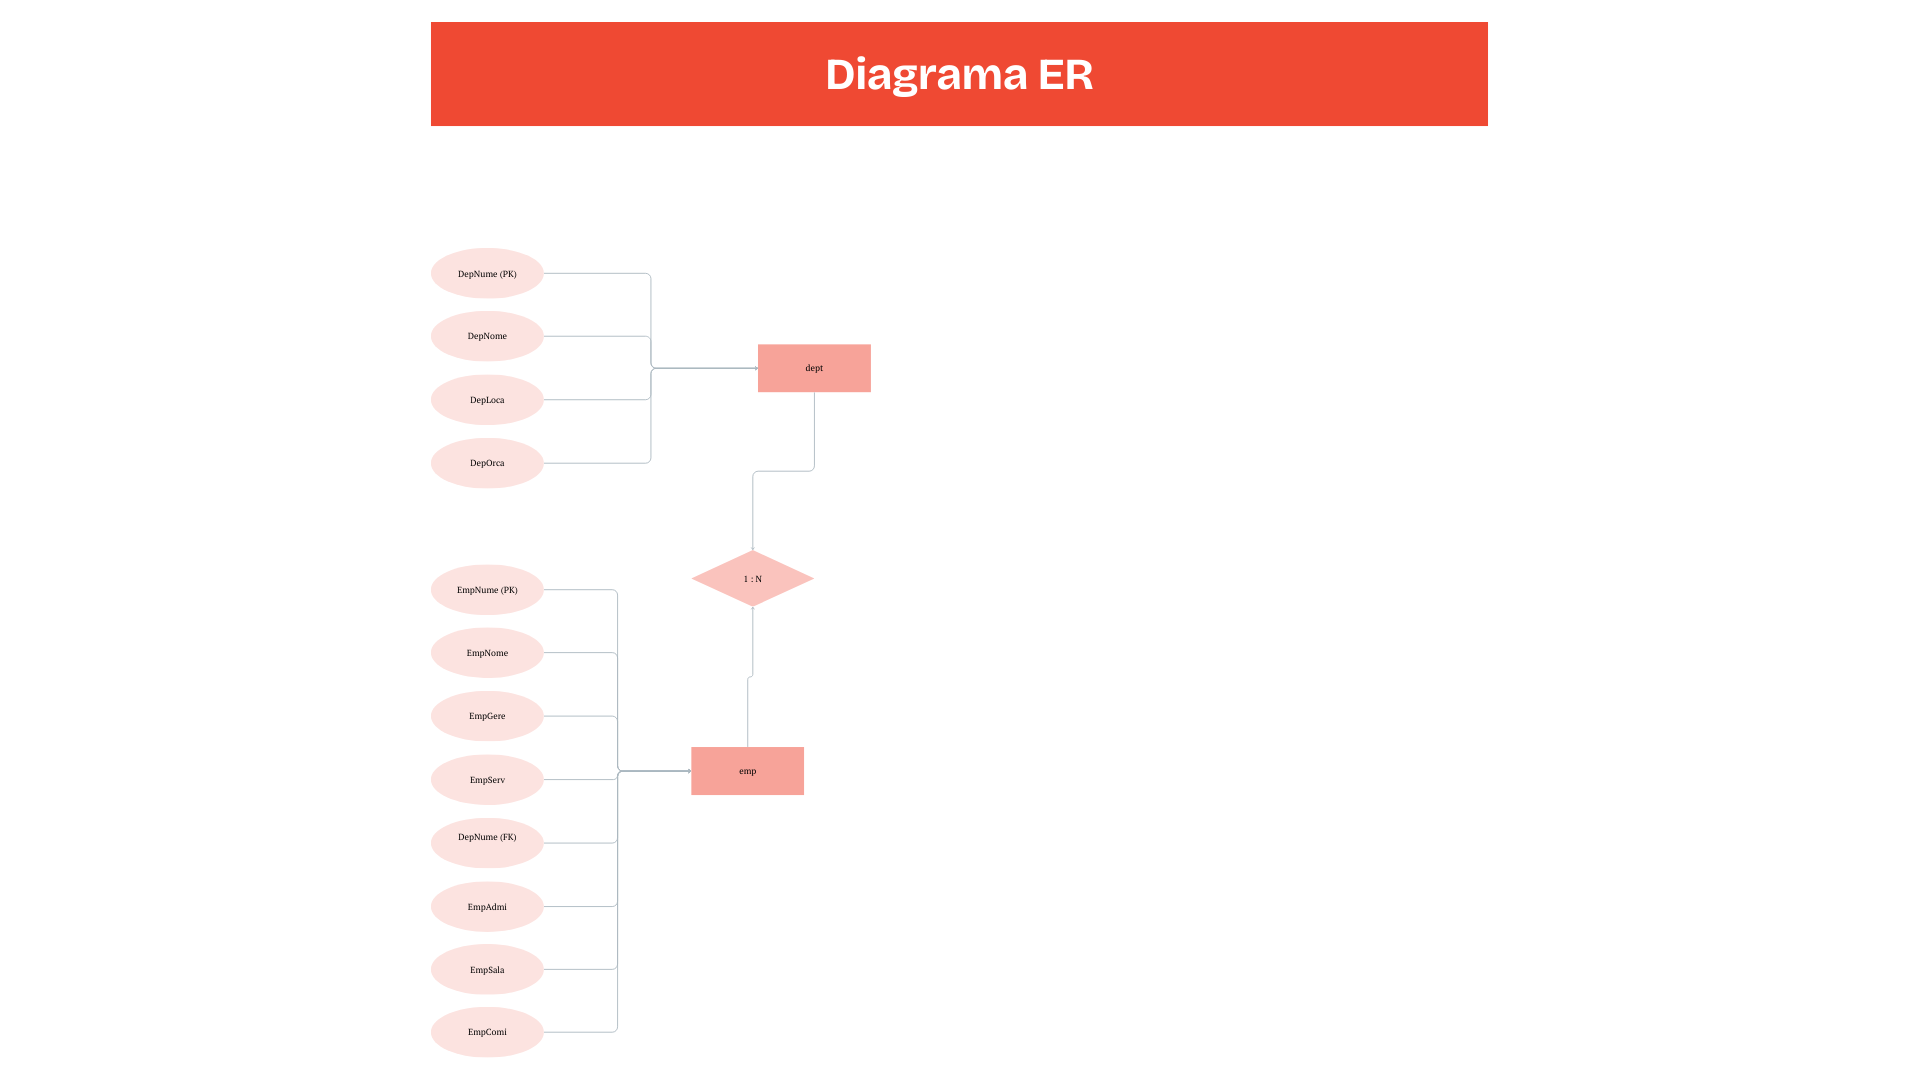 Diagrama ER
DepNume (PK)
DepNome
DepLoca
DepOrca
dept
1 : N
EmpNume (PK)
EmpNome
EmpGere
EmpServ
DepNume (FK)
EmpAdmi
EmpSala
EmpComi
emp